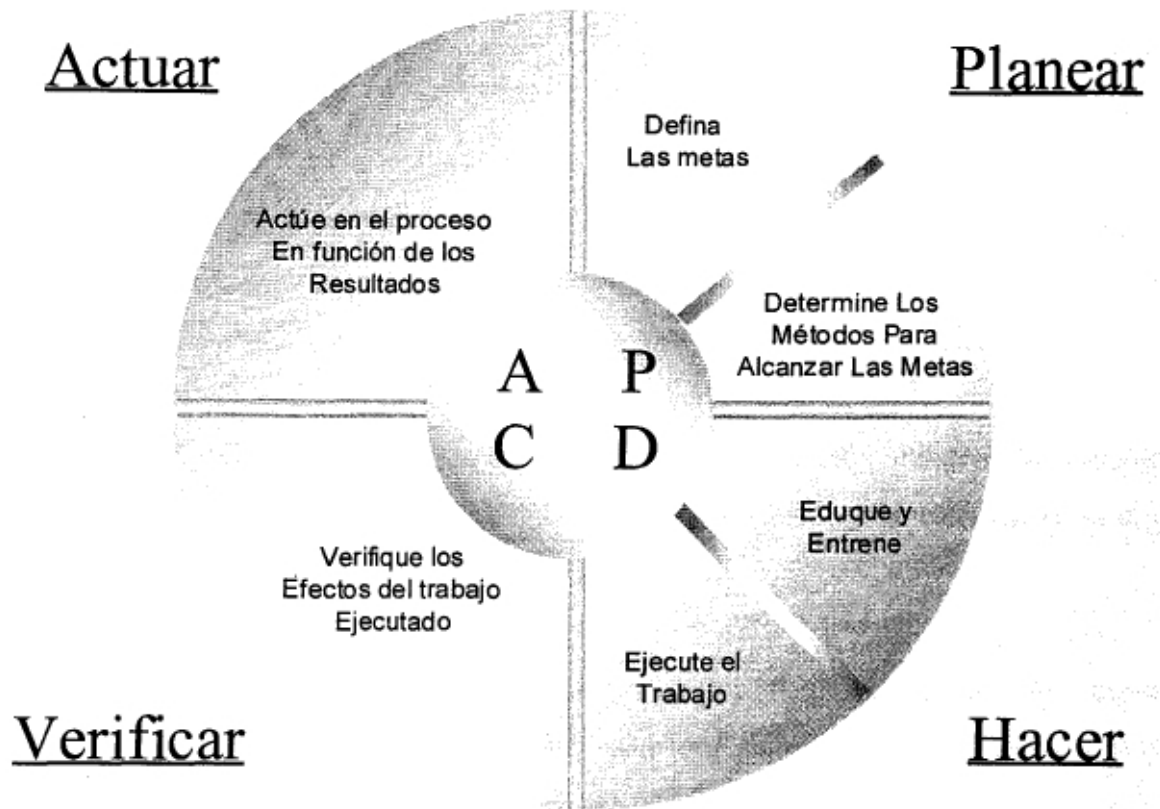 Actuar
Planear
Defina
Las metas
Actúe en el proceso
En función de los
Resultados
Determine Los
Métodos Para
Alcanzar Las Metas
A P
C D
Eduque y
Entrene
Verifique los
Efectos del trabajo
Ejecutado
Ejecute el
Trabajo
Verificar
Hacer